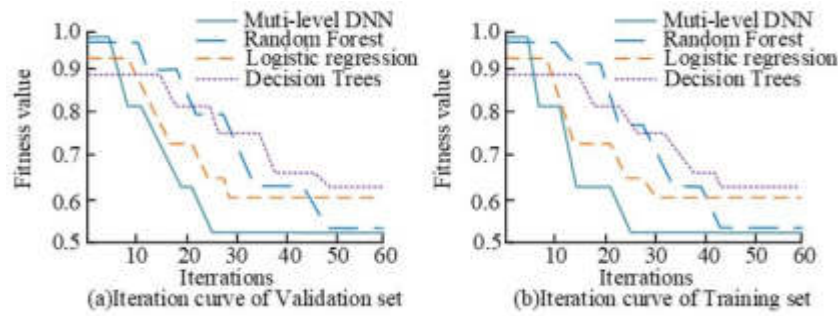 Muti-level DNN
Random Forest
Logistic regression
Decision Trees
Fitness value
1.0
0.9
0.8
0.7
0.6
0.5
10
20
30
40
50
60
Iterrations
(a)Iteration curve of Validation set
Muti-level DNN
Random Forest
Logistic regression
Decision Trees
Fitness value
1.0
0.9
0.8
0.7
0.6
0.5
10
20
30
40
50
60
Iterrations
(b)Iteration curve of Training set